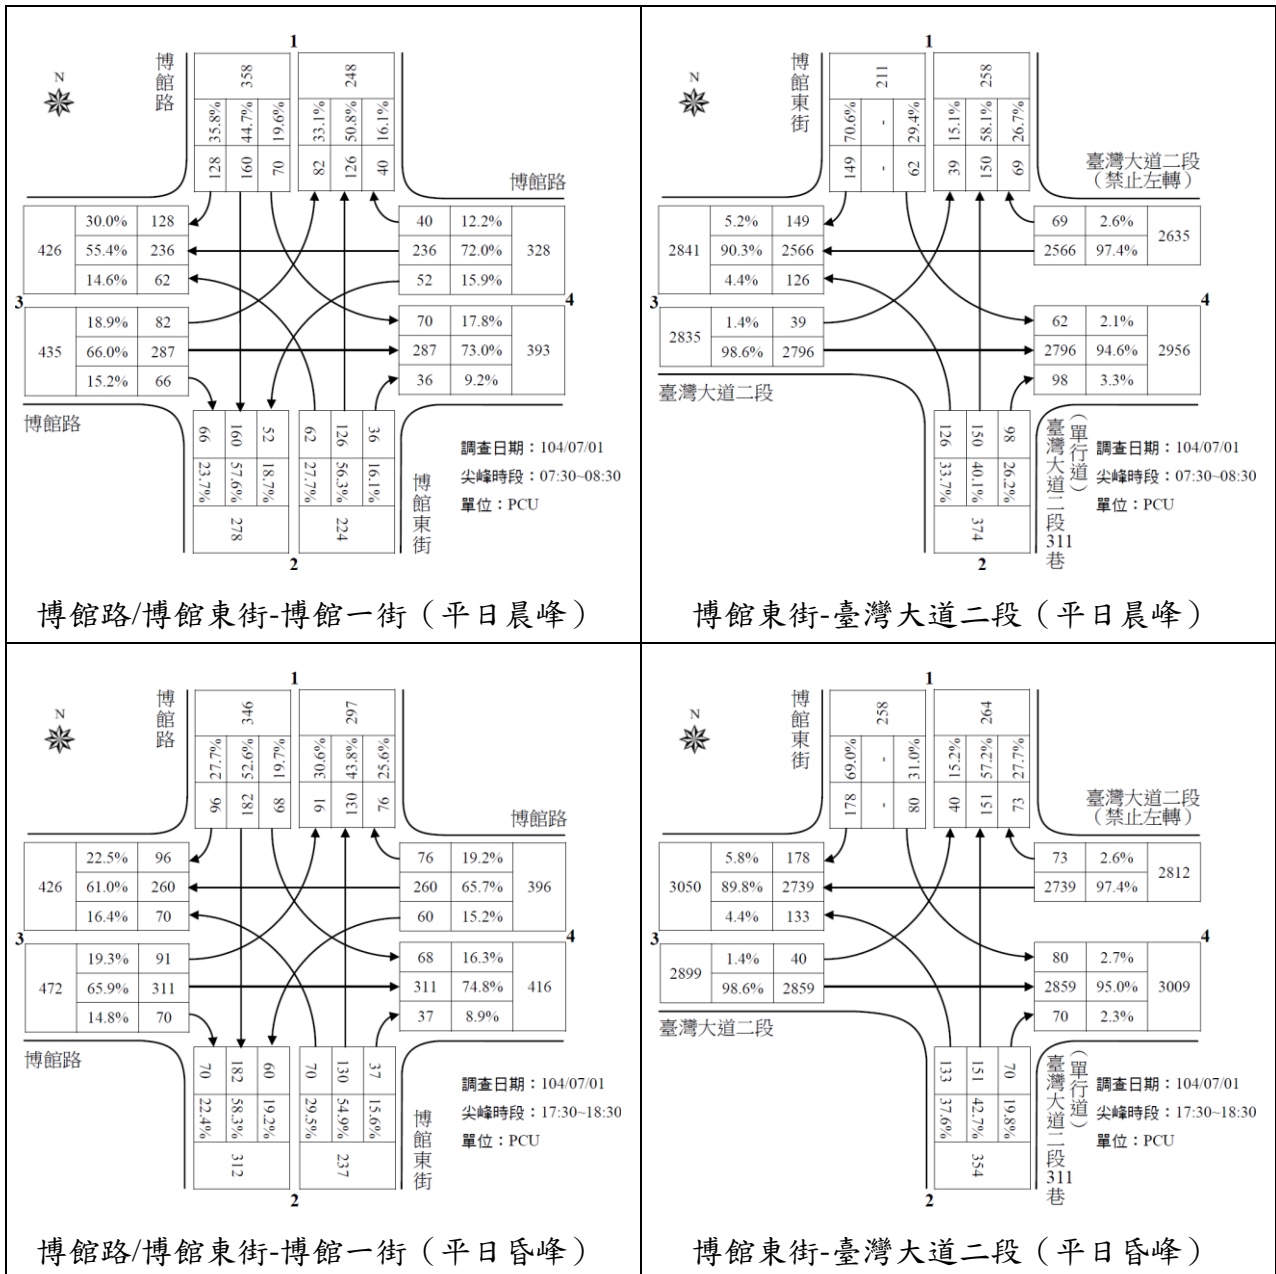 1
博館路
N
358
248
35.8% 44.7% 19.6% 33.1% 50.8% 16.1%
128 160 70 82 126 40
博館路
426
30.0% 128
55.4% 236
14.6% 62
40 12.2%
236 72.0%
52 15.9%
328
3
4
435
18.9% 82
66.0% 287
15.2% 66
70 17.8%
287 73.0%
36 9.2%
393
博館路
66 160 52 62 126 36
23.7% 57.6% 18.7% 27.7% 56.3% 16.1%
278
224
2
博館東街
調查日期：104/07/01
尖峰時段：07:30~08:30
單位：PCU
博館路/博館東街-博館一街（平日晨峰）
1
博館東街
N
211
258
70.6% - 29.4% 15.1% 58.1% 26.7%
149 - 62 39 150 69
臺灣大道二段
（禁止左轉）
2841
5.2% 149
90.3% 2566
4.4% 126
69 2.6%
2566 97.4%
2635
3
4
2835
1.4% 39
98.6% 2796
62 2.1%
2796 94.6%
98 3.3%
2956
臺灣大道二段
126 150 98
33.7% 40.1% 26.2%
374
2
（單行道）
臺灣大道二段311巷
調查日期：104/07/01
尖峰時段：07:30~08:30
單位：PCU
博館東街-臺灣大道二段（平日晨峰）
1
博館路
N
346
297
27.7% 52.6% 19.7% 30.6% 43.8% 25.6%
96 182 68 91 130 76
博館路
426
22.5% 96
61.0% 260
16.4% 70
76 19.2%
260 65.7%
60 15.2%
396
3
4
472
19.3% 91
65.9% 311
14.8% 70
68 16.3%
311 74.8%
37 8.9%
416
博館路
70 182 60 70 130 37
22.4% 58.3% 19.2% 29.5% 54.9% 15.6%
312
237
2
博館東街
調查日期：104/07/01
尖峰時段：17:30~18:30
單位：PCU
博館路/博館東街-博館一街（平日昏峰）
1
博館東街
N
258
264
69.0% - 31.0% 15.2% 57.2% 27.7%
178 - 80 40 151 73
臺灣大道二段
（禁止左轉）
3050
5.8% 178
89.8% 2739
4.4% 133
73 2.6%
2739 97.4%
2812
3
4
2899
1.4% 40
98.6% 2859
80 2.7%
2859 95.0%
70 2.3%
3009
臺灣大道二段
133 151 70
37.6% 42.7% 19.8%
354
2
（單行道）
臺灣大道二段311巷
調查日期：104/07/01
尖峰時段：17:30~18:30
單位：PCU
博館東街-臺灣大道二段（平日昏峰）